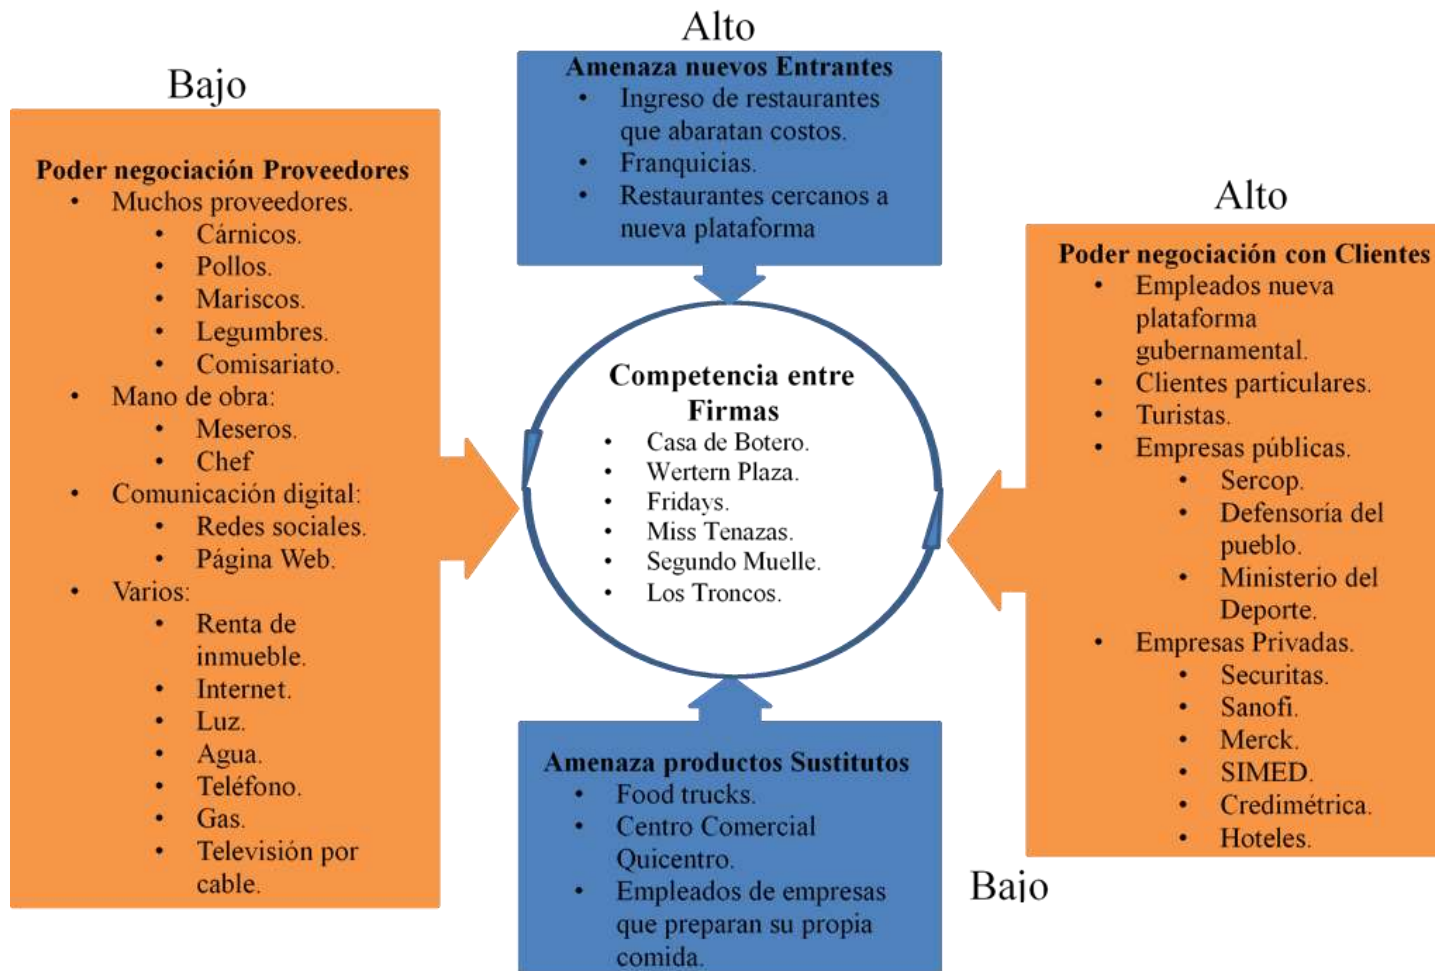 Bajo
Poder negociación Proveedores
• Muchos proveedores.
• Cárnicos.
• Pollos.
• Mariscos.
• Legumbres.
• Comisariato.
• Mano de obra:
• Meseros.
• Chef
• Comunicación digital:
• Redes sociales.
• Página Web.
• Varios:
• Renta de
inmueble.
• Internet.
• Luz.
• Agua.
• Teléfono.
• Gas.
• Televisión por
cable.
Alto
Amenaza nuevos Entrantes
• Ingreso de restaurantes
que abaratan costos.
• Franquicias.
• Restaurantes cercanos a
nueva plataforma
Competencia entre
Firmas
• Casa de Botero.
• Wertern Plaza.
• Fridays.
• Miss Tenazas.
• Segundo Muelle.
• Los Troncos.
Amenaza productos Sustitutos
• Food trucks.
• Centro Comercial
Quicentro.
• Empleados de empresas
que preparan su propia
comida.
Bajo
Alto
Poder negociación con Clientes
• Empleados nueva
plataforma
gubernamental.
• Clientes particulares.
• Turistas.
• Empresas públicas.
• Sercop.
• Defensoría del
pueblo.
• Ministerio del
Deporte.
• Empresas Privadas.
• Securitas.
• Sanofi.
• Merck.
• SIMED.
• Credimétrica.
• Hoteles.